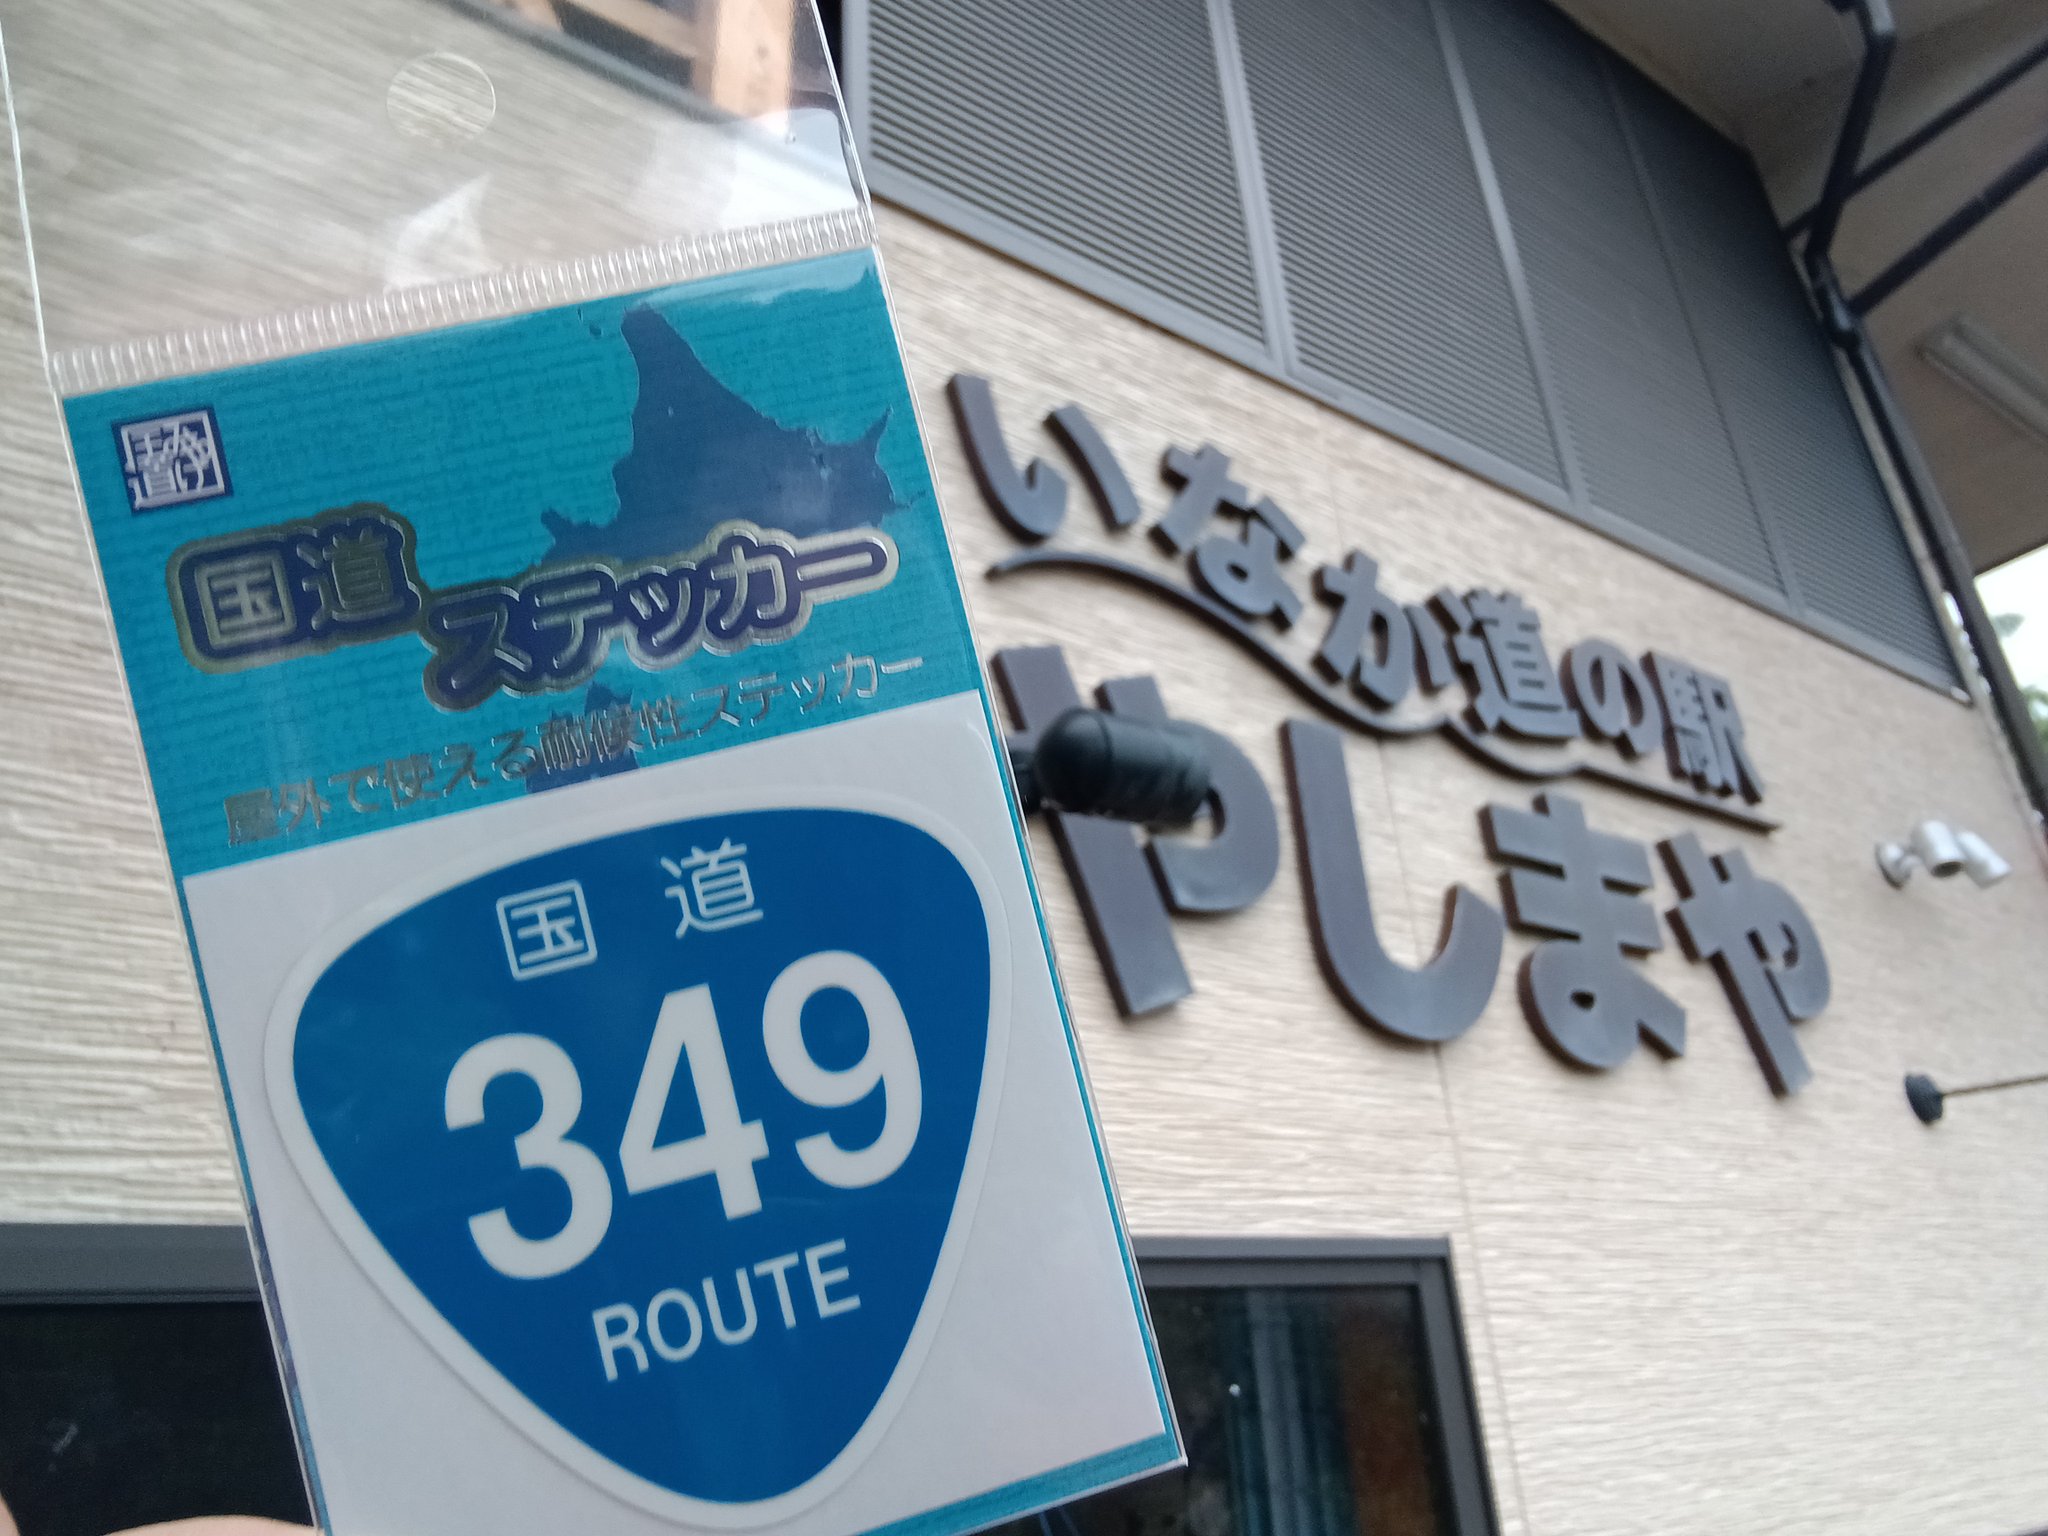 国道
ステッカー
屋外で使える耐候性ステッカー
国道
349
ROUTE
いなか道の駅
やしまや